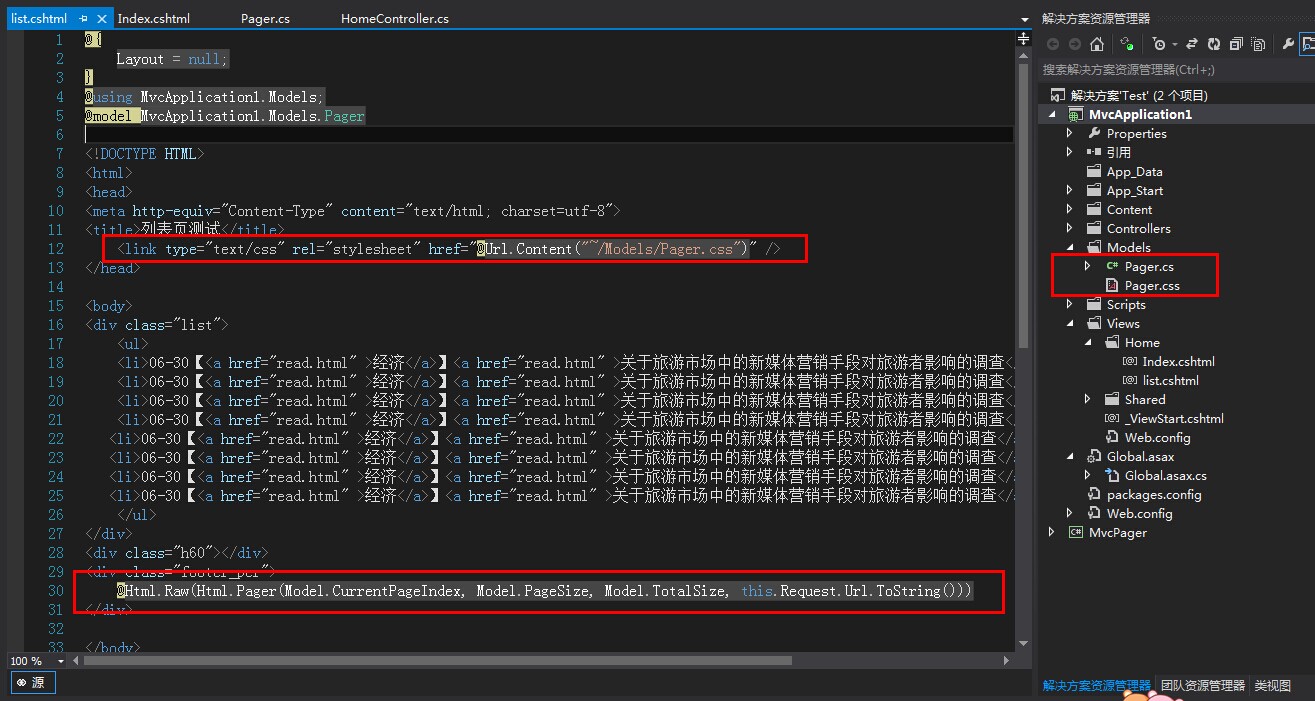 list.cshtml Index.cshtml Pager.cs HomeController.cs
1 @{
2 Layout = null;
3 }
4 @using MvcApplication1.Models;
5 @model MvcApplication1.Models.Pager
6
7 <!DOCTYPE HTML>
8 <html>
9 <head>
10 <meta http-equiv="Content-Type" content="text/html; charset=utf-8">
11 <title>列表页测试</title>
12 <link type="text/css" rel="stylesheet" href="@Url.Content("~/Models/Pager.css")" />
13 </head>
14
15 <body>
16 <div class="list">
17 <ul>
18 <li>06-30【<a href="read.html" >经济</a>】<a href="read.html" >关于旅游市场中的新媒体营销手段对旅游者影响的调查</
19 <li>06-30【<a href="read.html" >经济</a>】<a href="read.html" >关于旅游市场中的新媒体营销手段对旅游者影响的调查</
20 <li>06-30【<a href="read.html" >经济</a>】<a href="read.html" >关于旅游市场中的新媒体营销手段对旅游者影响的调查</
21 <li>06-30【<a href="read.html" >经济</a>】<a href="read.html" >关于旅游市场中的新媒体营销手段对旅游者影响的调查</
22 <li>06-30【<a href="read.html" >经济</a>】<a href="read.html" >关于旅游市场中的新媒体营销手段对旅游者影响的调查</a
23 <li>06-30【<a href="read.html" >经济</a>】<a href="read.html" >关于旅游市场中的新媒体营销手段对旅游者影响的调查</a
24 <li>06-30【<a href="read.html" >经济</a>】<a href="read.html" >关于旅游市场中的新媒体营销手段对旅游者影响的调查</a
25 <li>06-30【<a href="read.html" >经济</a>】<a href="read.html" >关于旅游市场中的新媒体营销手段对旅游者影响的调查</a
26 </ul>
27 </div>
28 <div class="h60"></div>
29 <div class="footer_per">
30 @Html.Raw(Html.Pager(Model.CurrentPageIndex, Model.PageSize, Model.TotalSize, this.Request.Url.ToString()))
31 </div>
32
33 </body>
100 %
源
解决方案资源管理器
搜索解决方案资源管理器(Ctrl+;)
解决方案'Test' (2 个项目)
MvcApplication1
Properties
引用
App_Data
App_Start
Content
Controllers
Models
C# Pager.cs
Pager.css
Scripts
Views
Home
Index.cshtml
list.cshtml
Shared
_ViewStart.cshtml
Web.config
Global.asax
Global.asax.cs
packages.config
Web.config
C# MvcPager
解决方案资源管理器 团队资源管理器 类视图